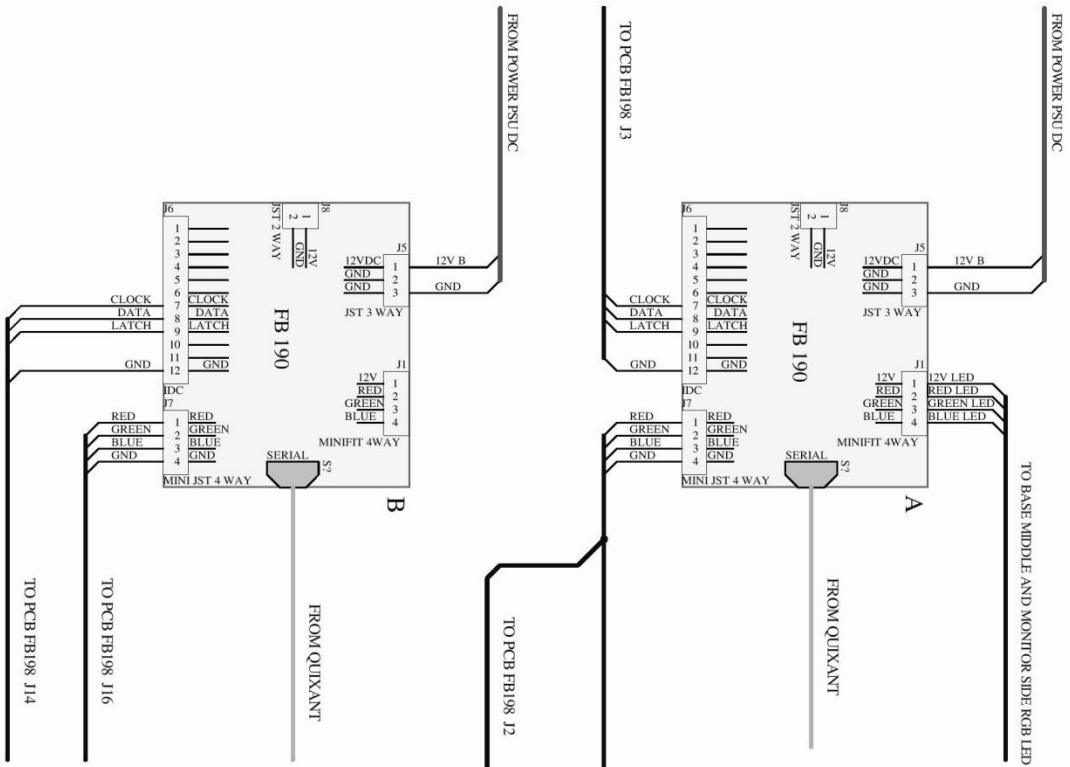 FROM POWER PSU DC
J6
1
2
3
4
5
6
7
8
9
10
11
12
CLOCK
DATA
LATCH
GND
CLOCK
DATA
LATCH
GND
IDC
J8
1
2
12V
GND
JST 2 WAY
J5
1
2
3
12VDC
GND
GND
12V B
GND
JST 3 WAY
FB 190
J1
1
2
3
4
12V
RED
GREEN
BLUE
MINIFIT 4WAY
J7
1
2
3
4
RED
GREEN
BLUE
GND
RED
GREEN
BLUE
GND
MINI JST 4 WAY
SERIAL
S?
B
TO PCB FB198 J14
TO PCB FB198 J16
FROM QUIXANT
TO PCB FB198 J3
FROM POWER PSU DC
J6
1
2
3
4
5
6
7
8
9
10
11
12
CLOCK
DATA
LATCH
GND
CLOCK
DATA
LATCH
GND
IDC
J8
1
2
12V
GND
JST 2 WAY
J5
1
2
3
12VDC
GND
GND
12V B
GND
JST 3 WAY
FB 190
J1
1
2
3
4
12V
RED
GREEN
BLUE
12V LED
RED LED
GREEN LED
BLUE LED
MINIFIT 4WAY
J7
1
2
3
4
RED
GREEN
BLUE
GND
RED
GREEN
BLUE
GND
MINI JST 4 WAY
SERIAL
S?
A
TO PCB FB198 J2
FROM QUIXANT
TO BASE MIDDLE AND MONITOR SIDE RGB LED